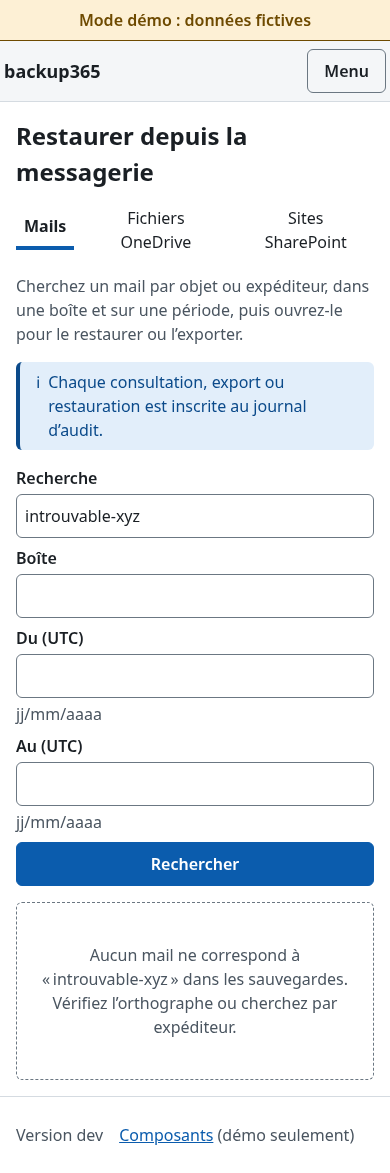 Mode démo : données fictives
backup365
Menu
Restaurer depuis la
messagerie
Mails
Fichiers
OneDrive
Sites
SharePoint
Cherchez un mail par objet ou expéditeur, dans
une boîte et sur une période, puis ouvrez-le
pour le restaurer ou l’exporter.
i Chaque consultation, export ou
restauration est inscrite au journal
d’audit.
Recherche
introuvable-xyz
Boîte
Du (UTC)
jj/mm/aaaa
Au (UTC)
jj/mm/aaaa
Rechercher
Aucun mail ne correspond à
« introuvable-xyz » dans les sauvegardes.
Vérifiez l’orthographe ou cherchez par
expéditeur.
Version dev Composants (démo seulement)